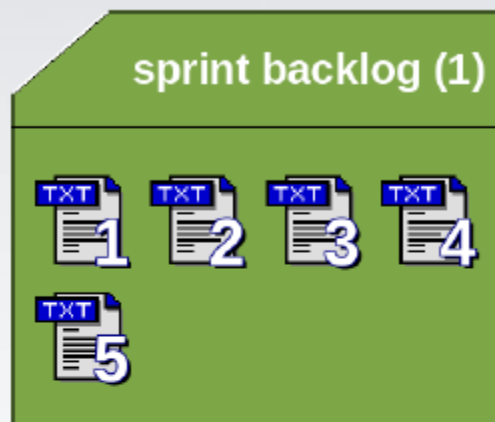 sprint backlog (1)
TXT TXT TXT TXT
1 2 3 4
TXT
5